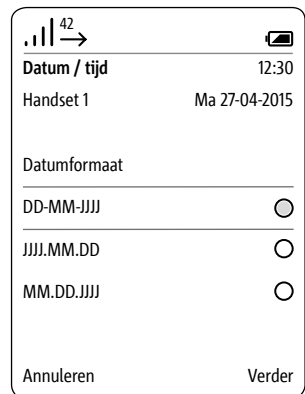 42
Datum / tijd 12:30
Handset 1 Ma 27-04-2015
Datumformaat
DD-MM-JJJJ
JJJJ.MM.DD
MM.DD.JJJJ
Annuleren Verder